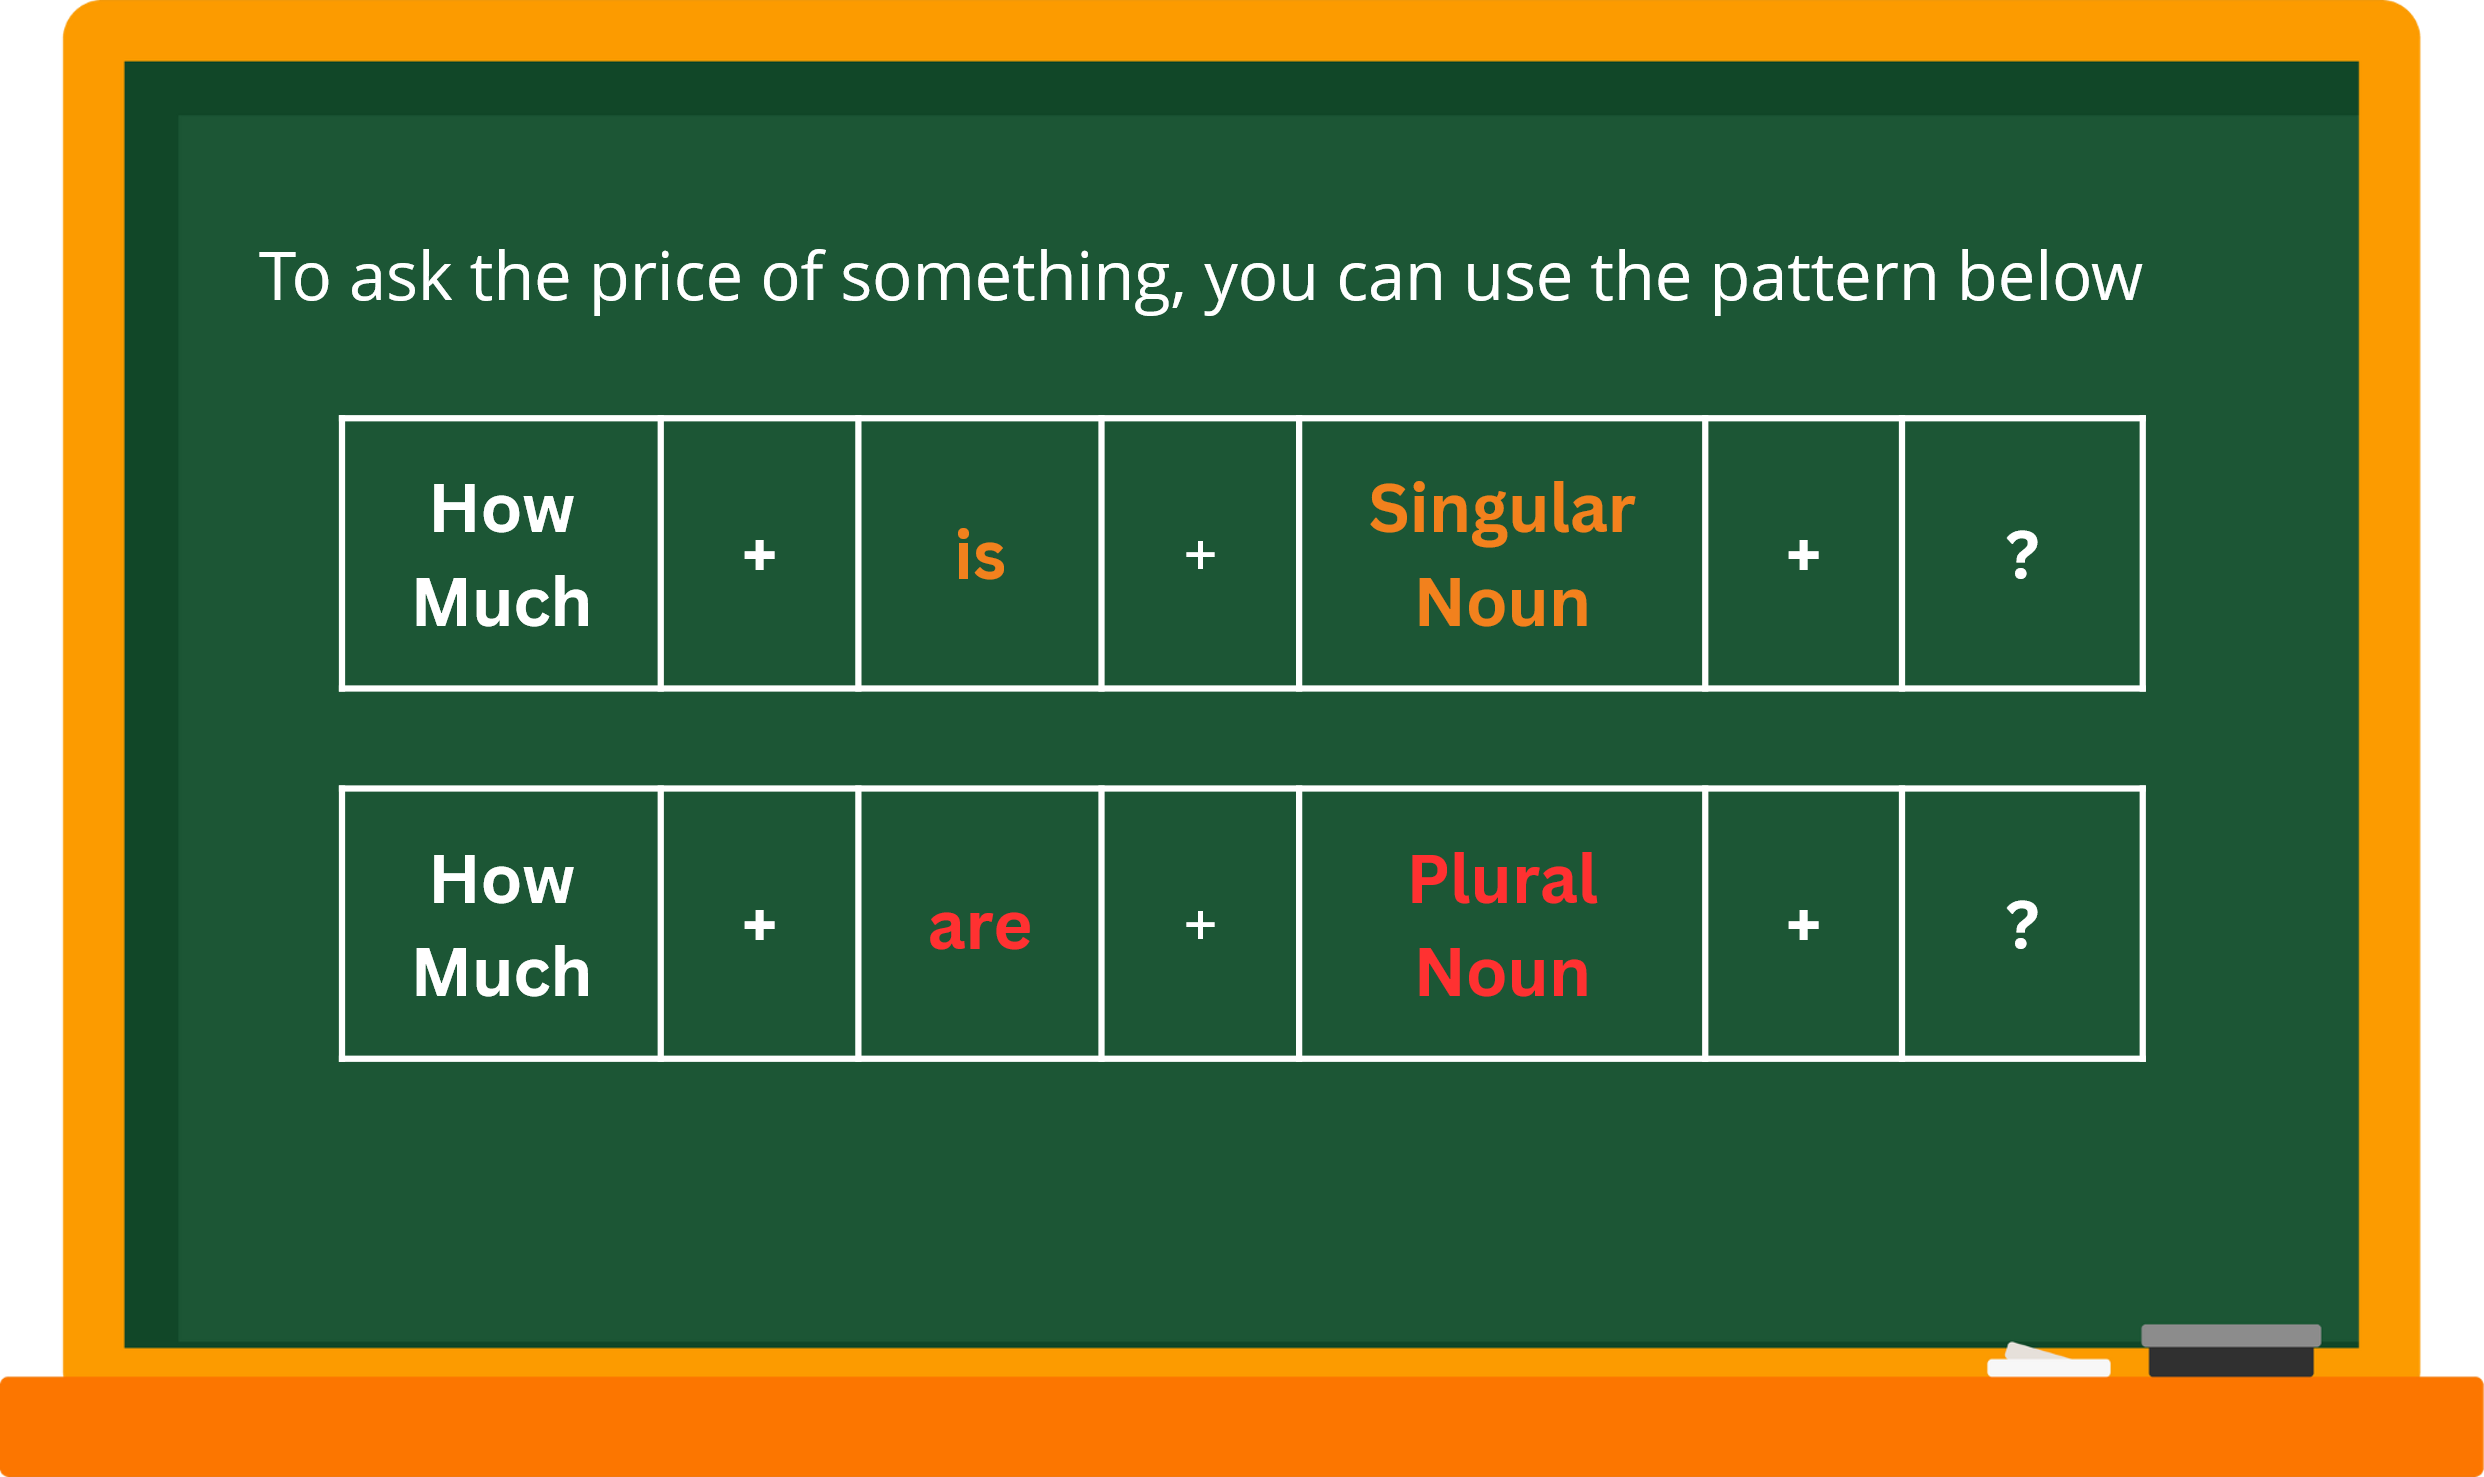 To ask the price of something, you can use the pattern below
How Much + is + Singular Noun + ?
How Much + are + Plural Noun + ?